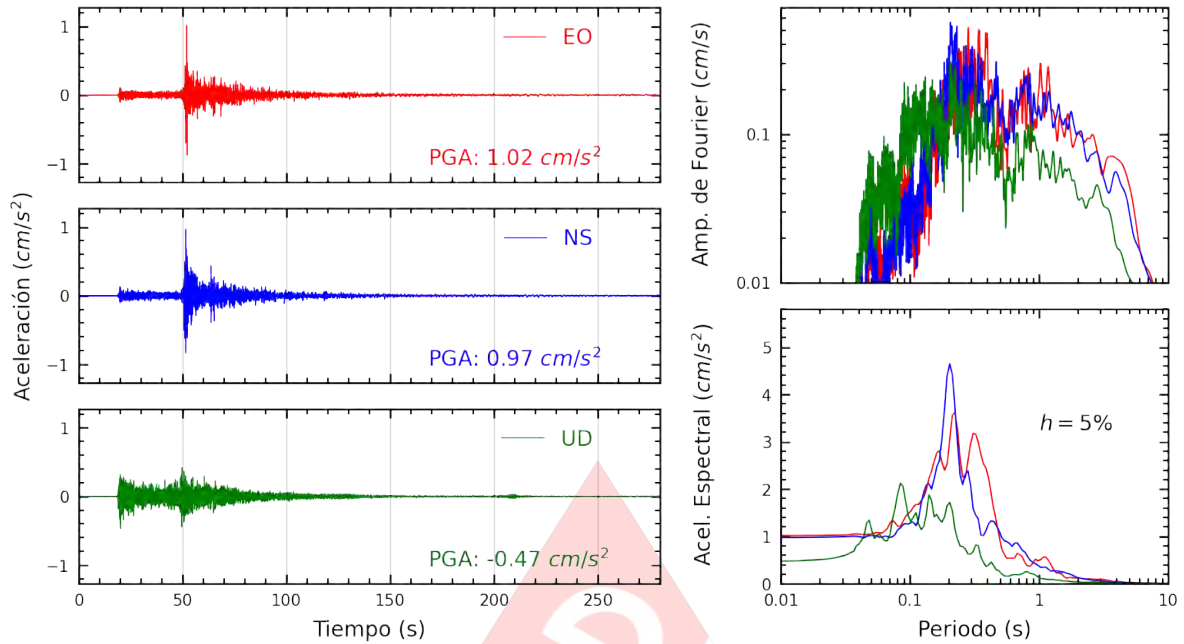 Aceleración (cm/s²)
1
0
−1
EO
PGA: 1.02 cm/s²
1
0
−1
NS
PGA: 0.97 cm/s²
1
0
−1
UD
PGA: -0.47 cm/s²
0
50
100
150
200
250
Tiempo (s)
Amp. de Fourier (cm/s)
0.1
0.01
Acel. Espectral (cm/s²)
5
4
3
2
1
0
h = 5%
0.01
0.1
1
10
Periodo (s)